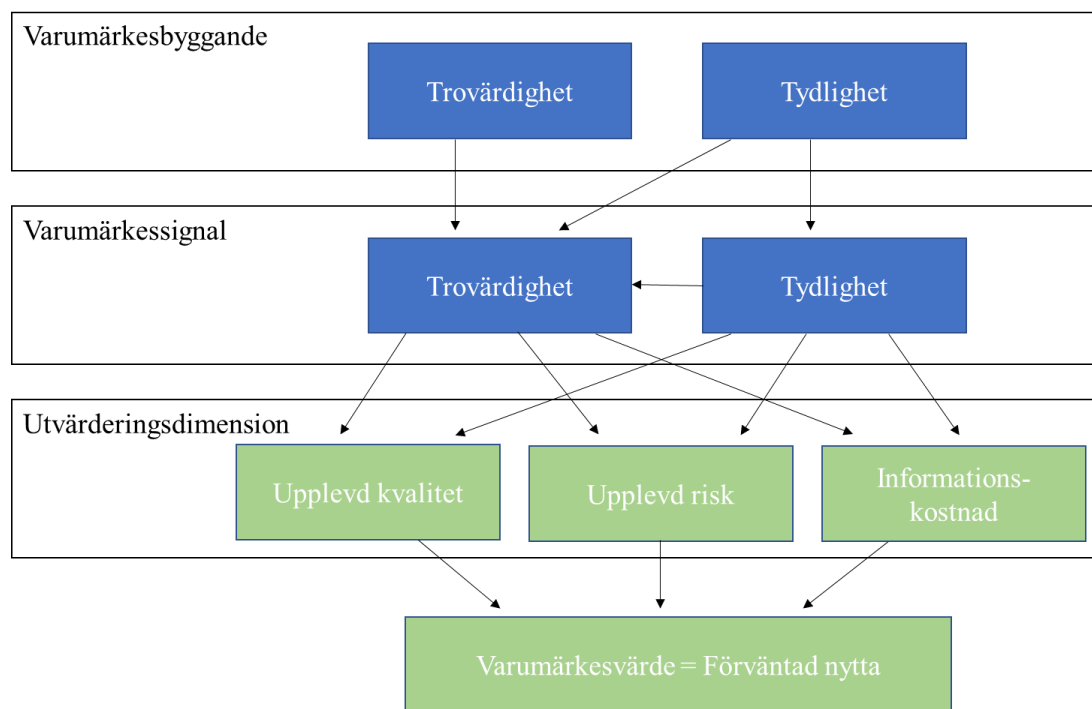 Varumärkesbyggande
Trovärdighet
Tydlighet
Varumärkessignal
Trovärdighet
Tydlighet
Utvärderingsdimension
Upplevd kvalitet
Upplevd risk
Informations-
kostnad
Varumärkesvärde = Förväntad nytta